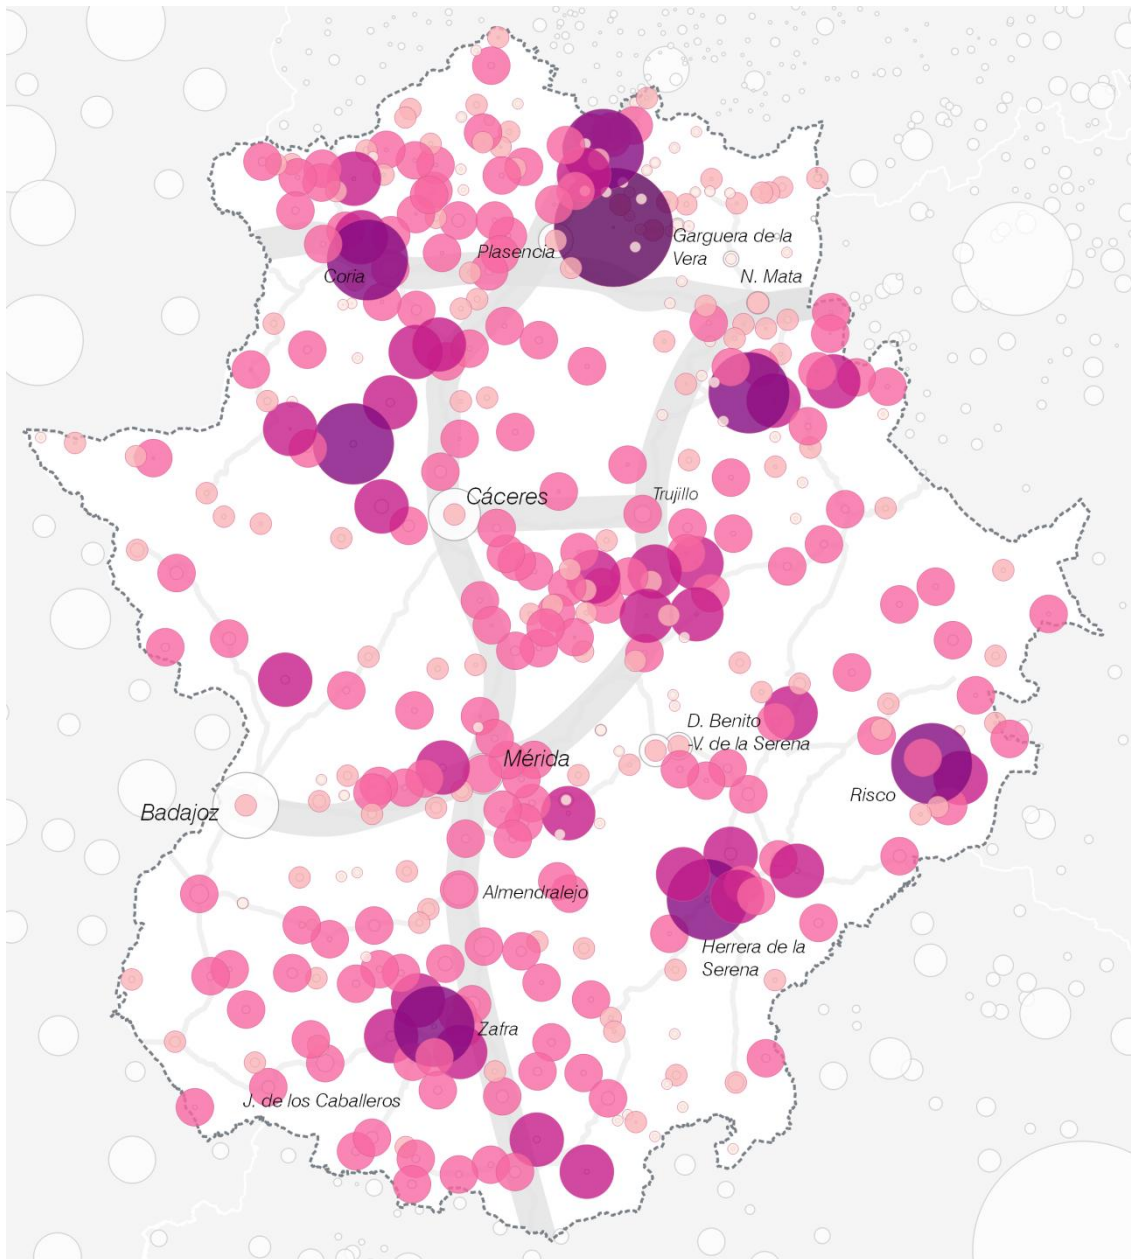 Garguera de la
Vera
Plasencia
Coria
N. Mata
Cáceres
Trujillo
D. Benito
-V. de la Serena
Mérida
Risco
Badajoz
Almendralejo
Herrera de la
Serena
Zafra
J. de los Caballeros